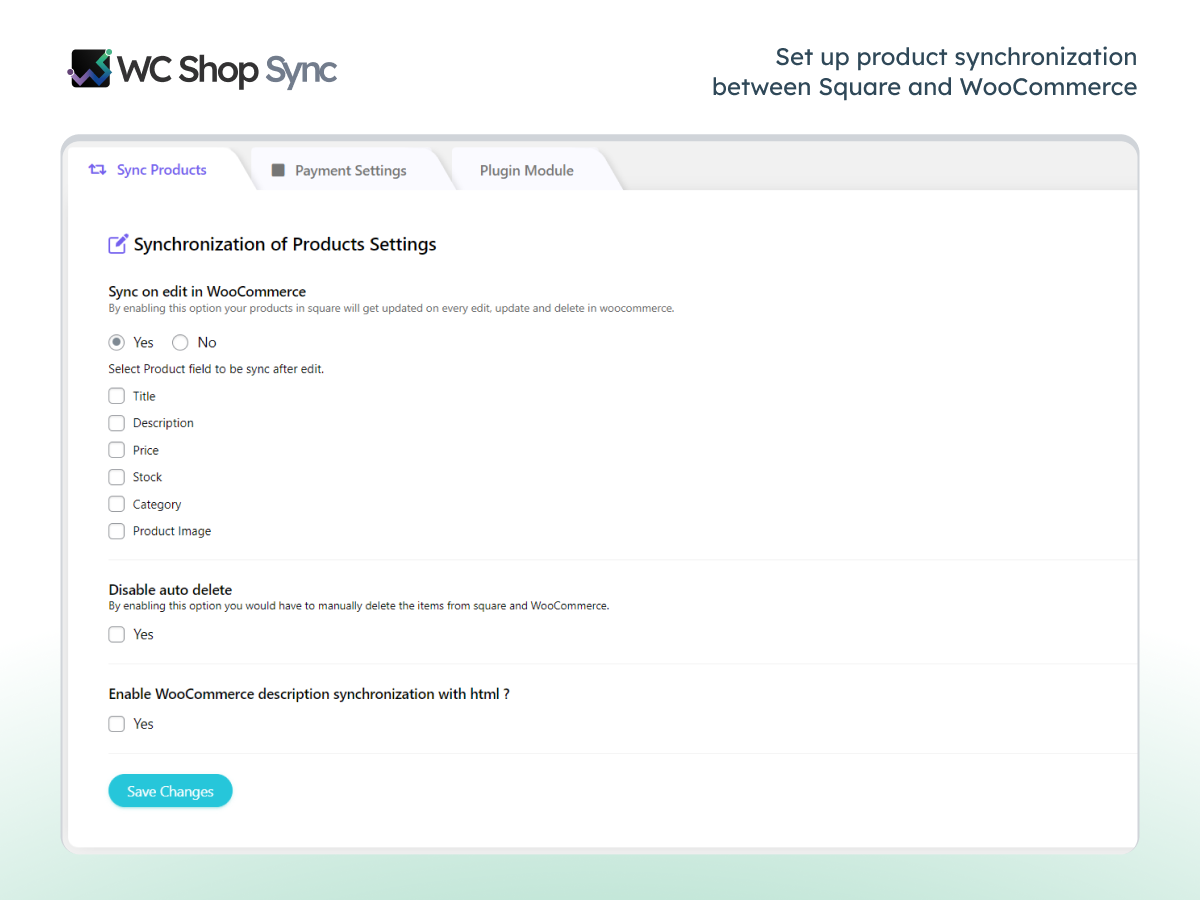 WC Shop Sync
Set up product synchronization
between Square and WooCommerce
Sync Products
Payment Settings
Plugin Module
Synchronization of Products Settings
Sync on edit in WooCommerce
By enabling this option your products in square will get updated on every edit, update and delete in woocommerce.
Yes
No
Select Product field to be sync after edit.
Title
Description
Price
Stock
Category
Product Image
Disable auto delete
By enabling this option you would have to manually delete the items from square and WooCommerce.
Yes
Enable WooCommerce description synchronization with html ?
Yes
Save Changes